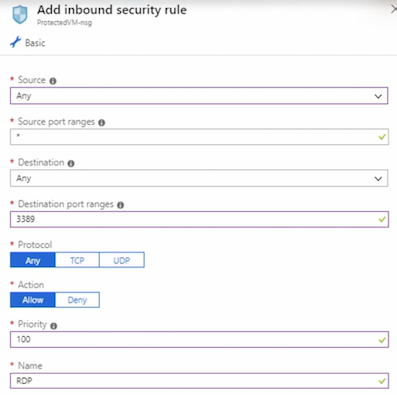 Add inbound security rule
ProtectedVM-nsg
Basic
* Source
Any
* Source port ranges
*
* Destination
Any
* Destination port ranges
3389
* Protocol
Any TCP UDP
* Action
Allow Deny
* Priority
100
* Name
RDP